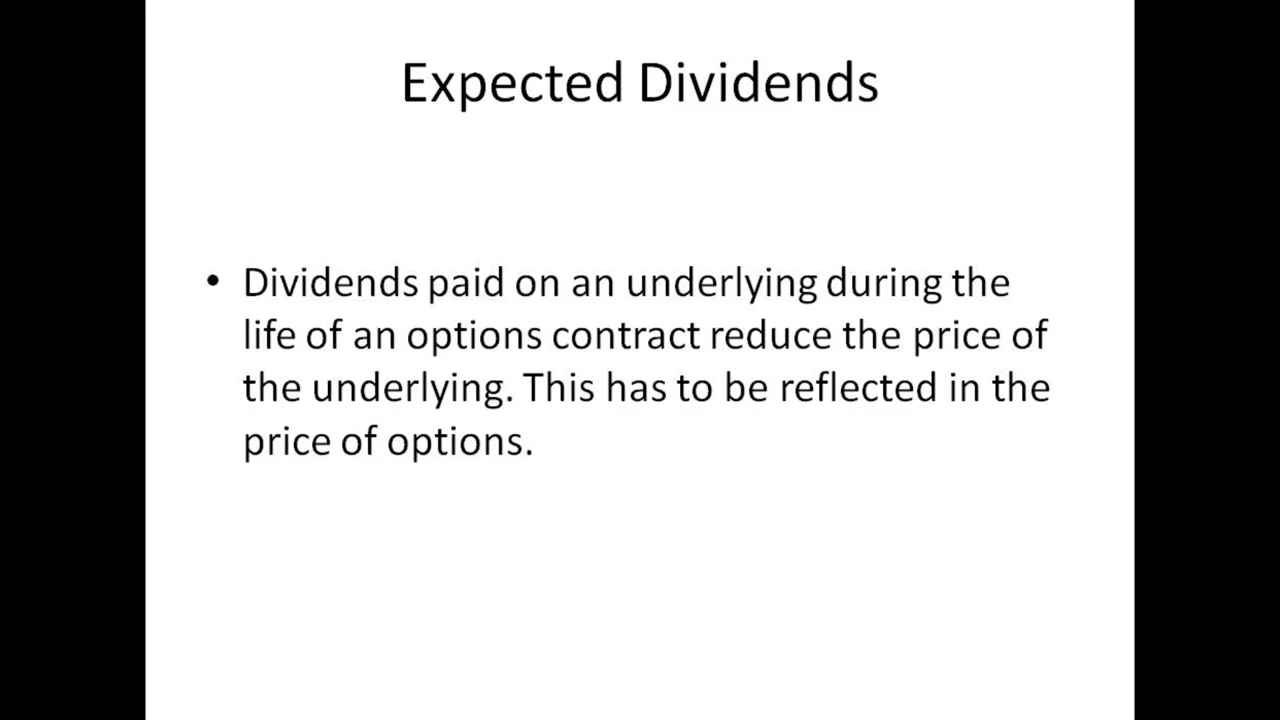 Expected Dividends
• Dividends paid on an underlying during the
life of an options contract reduce the price of
the underlying. This has to be reflected in the
price of options.